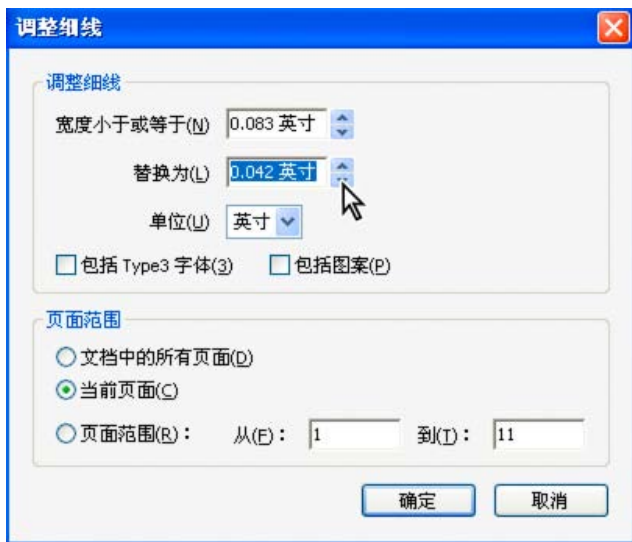 调整细线
调整细线
宽度小于或等于(N) 0.083 英寸
替换为(L) 0.042 英寸
单位(U) 英寸
包括 Type3 字体(3) 包括图案(P)
页面范围
文档中的所有页面(D)
当前页面(C)
页面范围(R)： 从(F)： 1 到(T)： 11
确定 取消